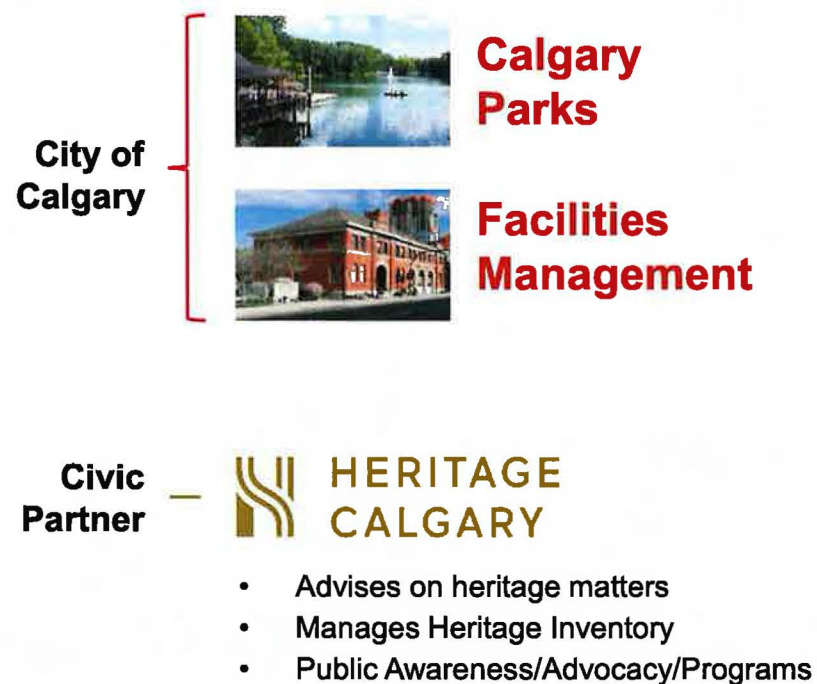 City of
Calgary
Calgary
Parks
Facilities
Management
Civic
Partner
HERITAGE
CALGARY
• Advises on heritage matters
• Manages Heritage Inventory
• Public Awareness/Advocacy/Programs